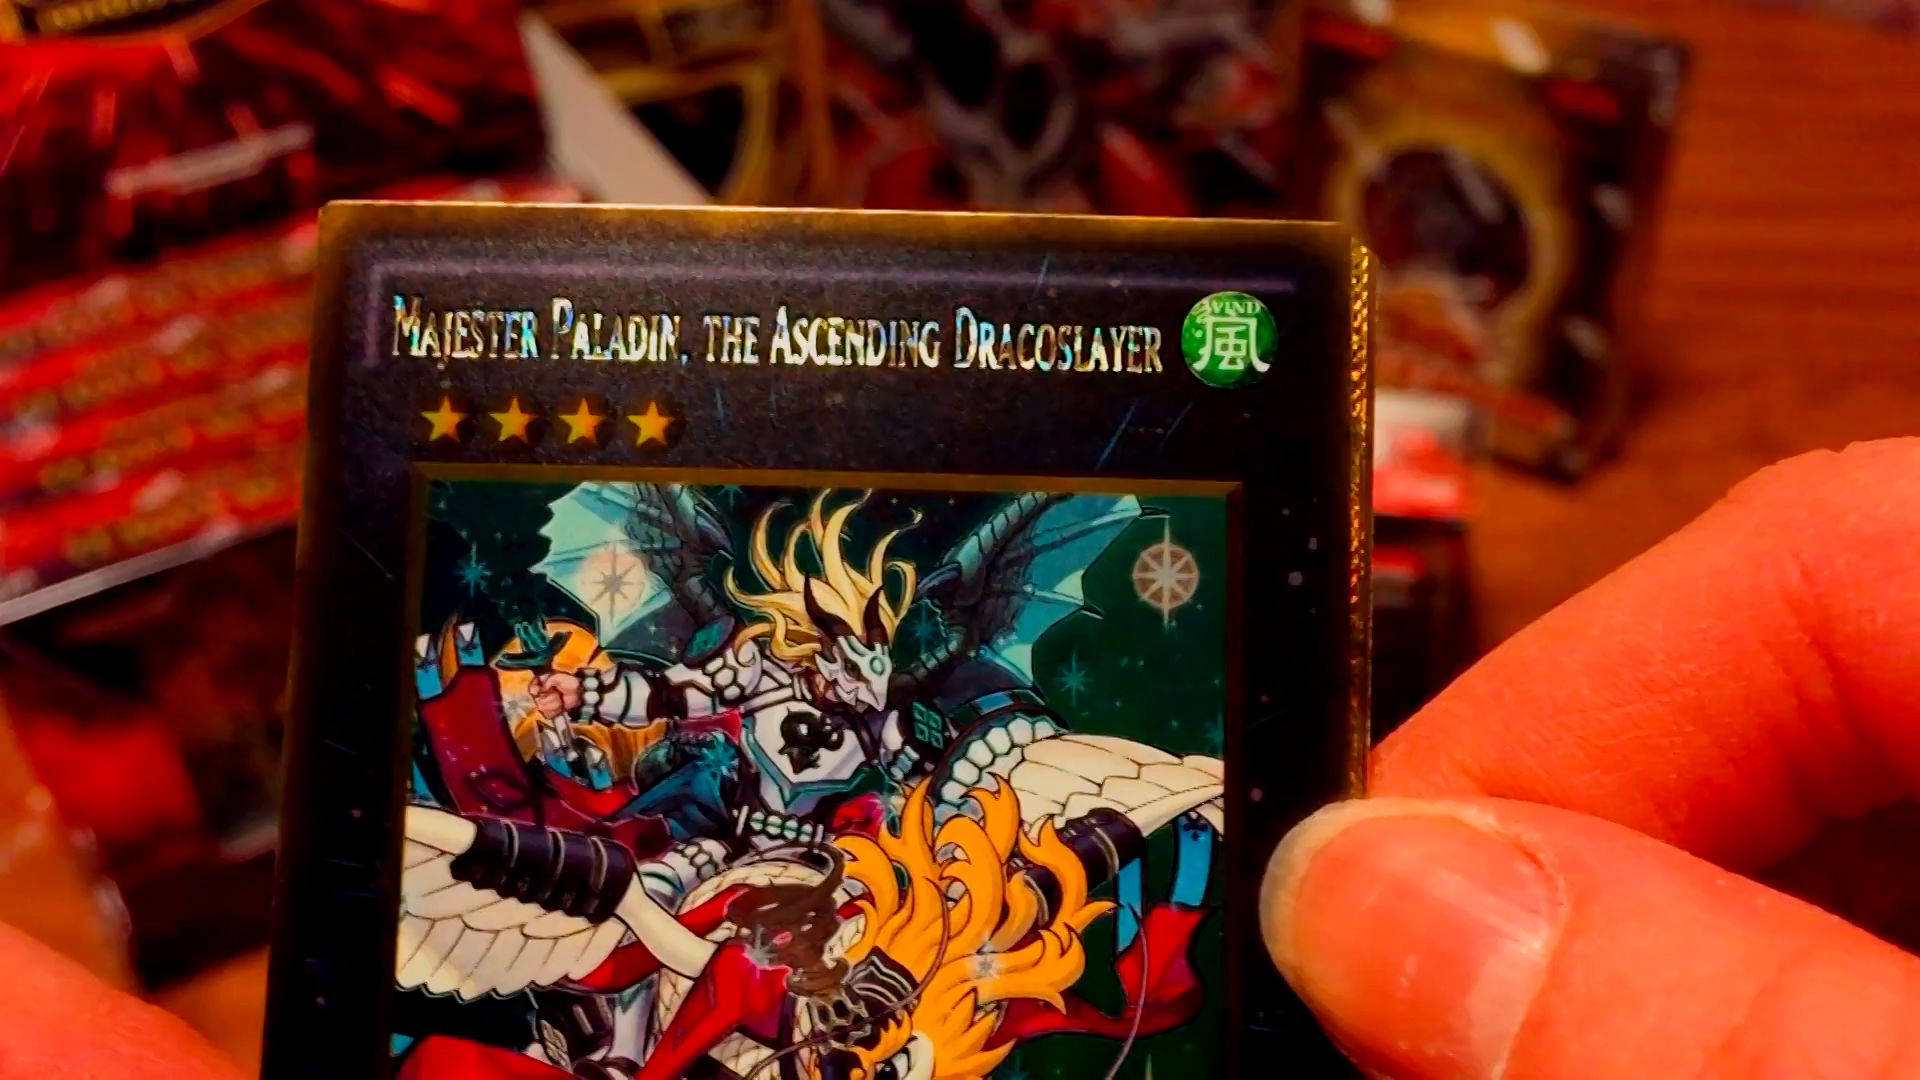 Majester Paladin, the Ascending Dracoslayer
WIND
風